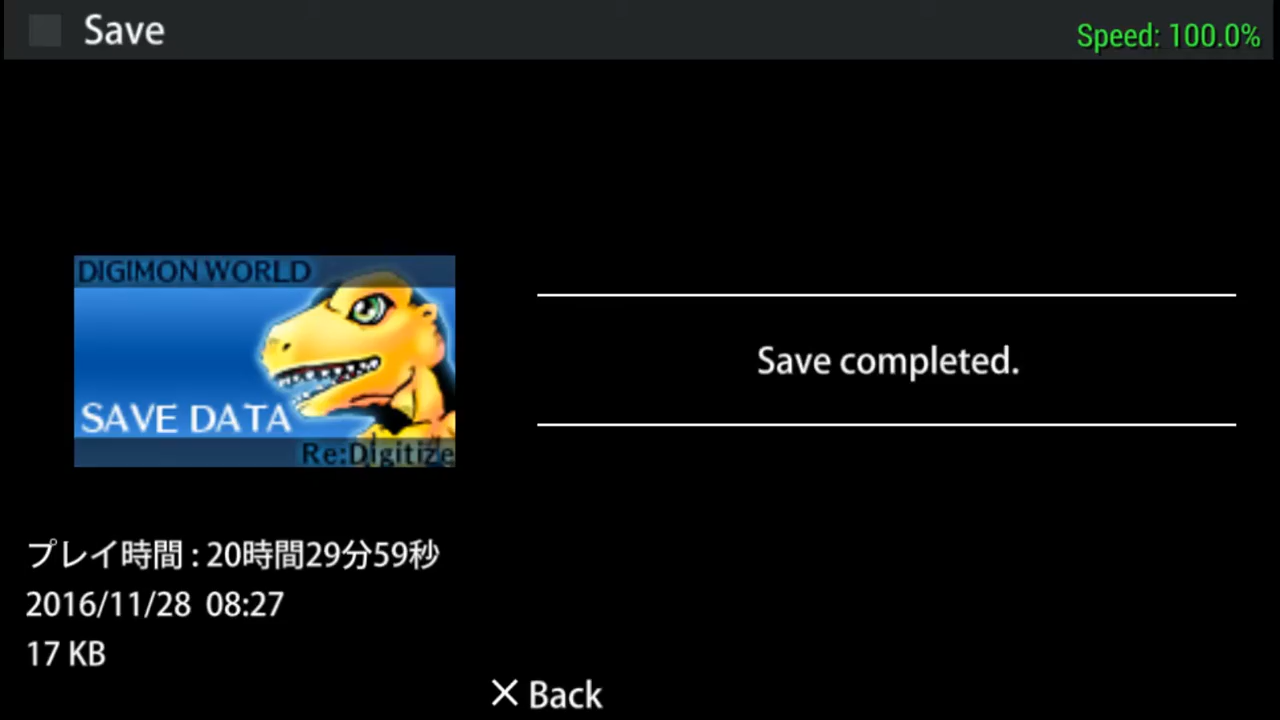 Save
Speed: 100.0%
DIGIMON WORLD
SAVE DATA
Re:Digitize
Save completed.
プレイ時間 : 20時間29分59秒
2016/11/28 08:27
17 KB
Back